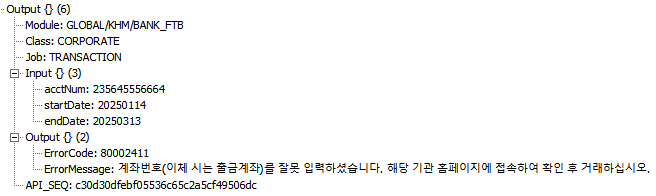 Output {} (6)
Module: GLOBAL/KHM/BANK_FTB
Class: CORPORATE
Job: TRANSACTION
Input {} (3)
acctNum: 235645556664
startDate: 20250114
endDate: 20250313
Output {} (2)
ErrorCode: 80002411
ErrorMessage: 계좌번호(이체 시는 출금계좌)를 잘못 입력하셨습니다. 해당 기관 홈페이지에 접속하여 확인 후 거래하십시오.
API_SEQ: c30d30dfebf05536c65c2a5cf49506dc